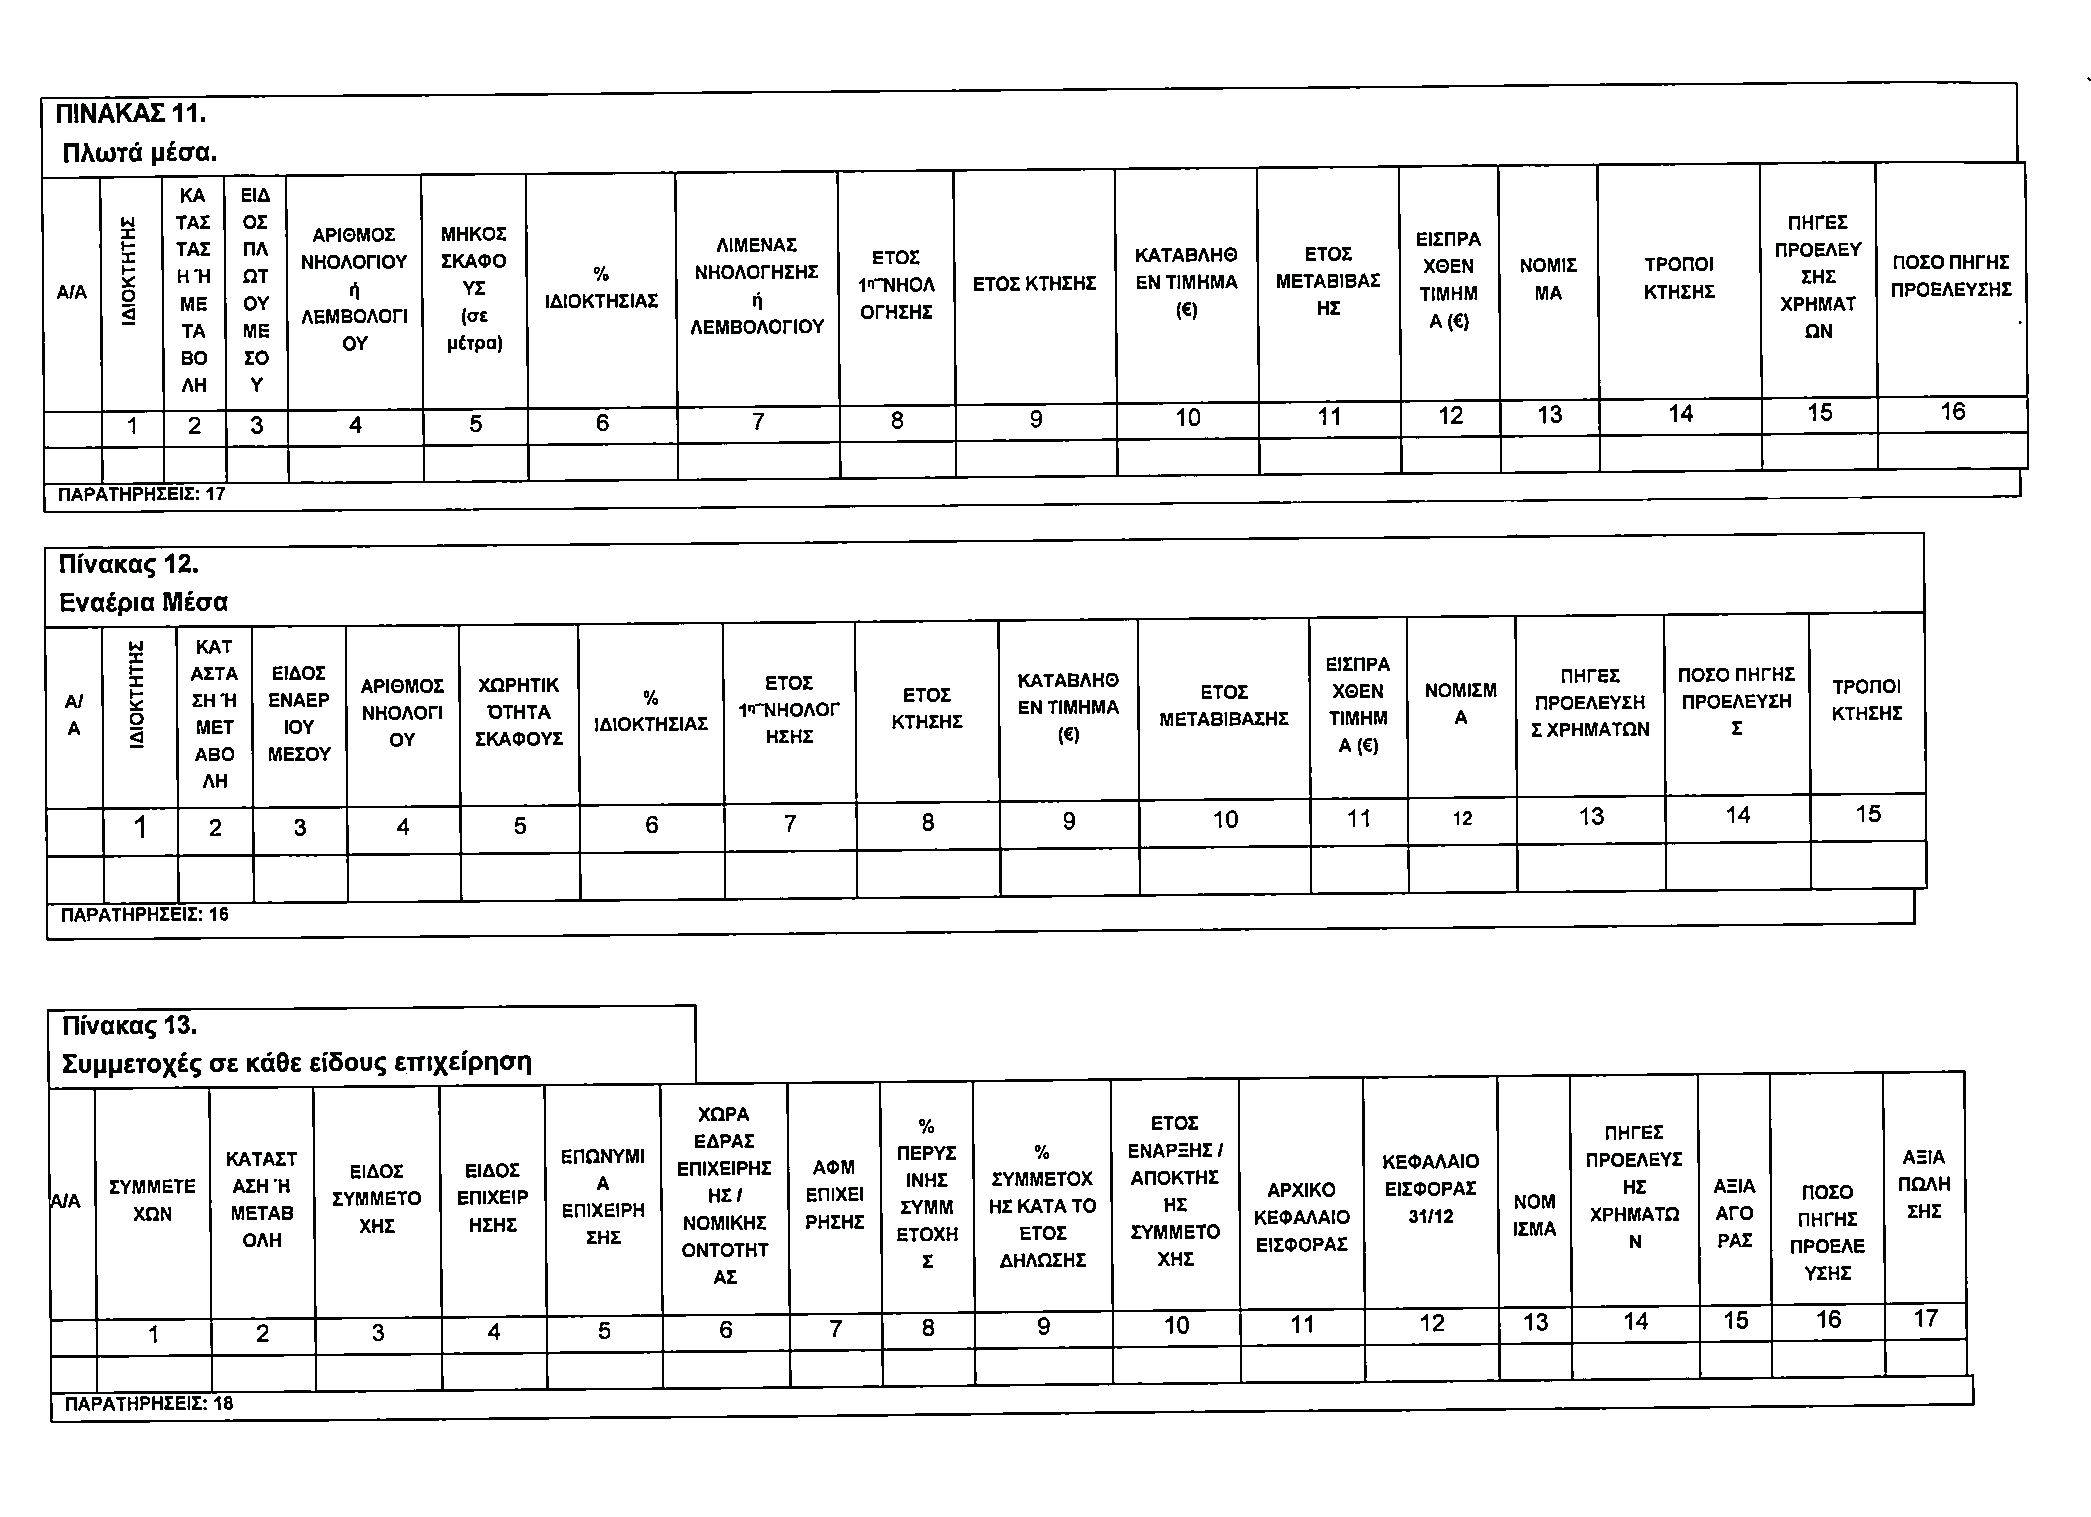 ΠΙΝΑΚΑΣ 11.
Πλωτά μέσα.
Α/Α
ΙΔΙΟΚΤΗΤΗΣ
ΚΑ
ΤΑΣ
ΤΑΣ
Η Ή
ΜΕ
ΤΑ
ΒΟ
ΛΗ
ΕΙΔ
ΟΣ
ΠΛ
ΩΤ
ΟΥ
ΜΕ
ΣΟ
Υ
ΑΡΙΘΜΟΣ
ΝΗΟΛΟΓΙΟΥ
ή
ΛΕΜΒΟΛΟΓΙ
ΟΥ
ΜΗΚΟΣ
ΣΚΑΦΟ
ΥΣ
(σε
μέτρα)
%
ΙΔΙΟΚΤΗΣΙΑΣ
ΛΙΜΕΝΑΣ
ΝΗΟΛΟΓΗΣΗΣ
ή
ΛΕΜΒΟΛΟΓΙΟΥ
ΕΤΟΣ
1ης ΝΗΟΛ
ΟΓΗΣΗΣ
ΕΤΟΣ ΚΤΗΣΗΣ
ΚΑΤΑΒΛΗΘ
ΕΝ ΤΙΜΗΜΑ
(€)
ΕΤΟΣ
ΜΕΤΑΒΙΒΑΣ
ΗΣ
ΕΙΣΠΡΑ
ΧΘΕΝ
ΤΙΜΗΜ
Α (€)
ΝΟΜΙΣ
ΜΑ
ΤΡΟΠΟΙ
ΚΤΗΣΗΣ
ΠΗΓΕΣ
ΠΡΟΕΛΕΥ
ΣΗΣ
ΧΡΗΜΑΤ
ΩΝ
ΠΟΣΟ ΠΗΓΗΣ
ΠΡΟΕΛΕΥΣΗΣ
1 2 3 4 5 6 7 8 9 10 11 12 13 14 15 16
ΠΑΡΑΤΗΡΗΣΕΙΣ: 17
Πίνακας 12.
Εναέρια Μέσα
Α/
Α
ΙΔΙΟΚΤΗΤΗΣ
ΚΑΤ
ΑΣΤΑ
ΣΗ Ή
ΜΕΤ
ΑΒΟ
ΛΗ
ΕΙΔΟΣ
ΕΝΑΕΡ
ΙΟΥ
ΜΕΣΟΥ
ΑΡΙΘΜΟΣ
ΝΗΟΛΟΓΙ
ΟΥ
ΧΩΡΗΤΙΚ
ΌΤΗΤΑ
ΣΚΑΦΟΥΣ
%
ΙΔΙΟΚΤΗΣΙΑΣ
ΕΤΟΣ
1ης ΝΗΟΛΟΓ
ΗΣΗΣ
ΕΤΟΣ
ΚΤΗΣΗΣ
ΚΑΤΑΒΛΗΘ
ΕΝ ΤΙΜΗΜΑ
(€)
ΕΤΟΣ
ΜΕΤΑΒΙΒΑΣΗΣ
ΕΙΣΠΡΑ
ΧΘΕΝ
ΤΙΜΗΜ
Α (€)
ΝΟΜΙΣΜ
Α
ΠΗΓΕΣ
ΠΡΟΕΛΕΥΣΗ
Σ ΧΡΗΜΑΤΩΝ
ΠΟΣΟ ΠΗΓΗΣ
ΠΡΟΕΛΕΥΣΗ
Σ
ΤΡΟΠΟΙ
ΚΤΗΣΗΣ
1 2 3 4 5 6 7 8 9 10 11 12 13 14 15
ΠΑΡΑΤΗΡΗΣΕΙΣ: 16
Πίνακας 13.
Συμμετοχές σε κάθε είδους επιχείρηση
Α/Α
ΣΥΜΜΕΤΕ
ΧΩΝ
ΚΑΤΑΣΤ
ΑΣΗ Ή
ΜΕΤΑΒ
ΟΛΗ
ΕΙΔΟΣ
ΣΥΜΜΕΤΟ
ΧΗΣ
ΕΙΔΟΣ
ΕΠΙΧΕΙΡ
ΗΣΗΣ
ΕΠΩΝΥΜΙ
Α
ΕΠΙΧΕΙΡΗ
ΣΗΣ
ΧΩΡΑ
ΕΔΡΑΣ
ΕΠΙΧΕΙΡΗΣ
ΗΣ /
ΝΟΜΙΚΗΣ
ΟΝΤΟΤΗΤ
ΑΣ
ΑΦΜ
ΕΠΙΧΕΙ
ΡΗΣΗΣ
%
ΠΕΡΥΣ
ΙΝΗΣ
ΣΥΜΜ
ΕΤΟΧΗ
Σ
%
ΣΥΜΜΕΤΟΧ
ΗΣ ΚΑΤΑ ΤΟ
ΕΤΟΣ
ΔΗΛΩΣΗΣ
ΕΤΟΣ
ΕΝΑΡΞΗΣ /
ΑΠΟΚΤΗΣ
ΗΣ
ΣΥΜΜΕΤΟ
ΧΗΣ
ΑΡΧΙΚΟ
ΚΕΦΑΛΑΙΟ
ΕΙΣΦΟΡΑΣ
ΚΕΦΑΛΑΙΟ
ΕΙΣΦΟΡΑΣ
31/12
ΝΟΜ
ΙΣΜΑ
ΠΗΓΕΣ
ΠΡΟΕΛΕΥΣ
ΗΣ
ΧΡΗΜΑΤΩ
Ν
ΑΞΙΑ
ΑΓΟ
ΡΑΣ
ΠΟΣΟ
ΠΗΓΗΣ
ΠΡΟΕΛΕ
ΥΣΗΣ
ΑΞΙΑ
ΠΩΛΗ
ΣΗΣ
1 2 3 4 5 6 7 8 9 10 11 12 13 14 15 16 17
ΠΑΡΑΤΗΡΗΣΕΙΣ: 18